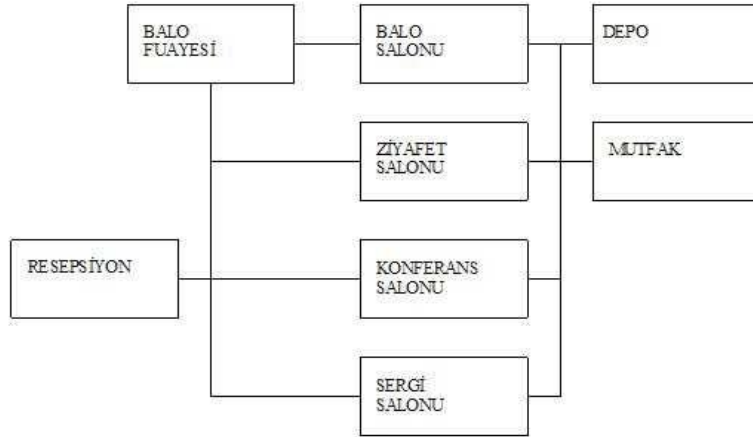 BALO
FUAYESİ
BALO
SALONU
DEPO
ZİYAFET
SALONU
MUTFAK
RESEPSİYON
KONFERANS
SALONU
SERGİ
SALONU